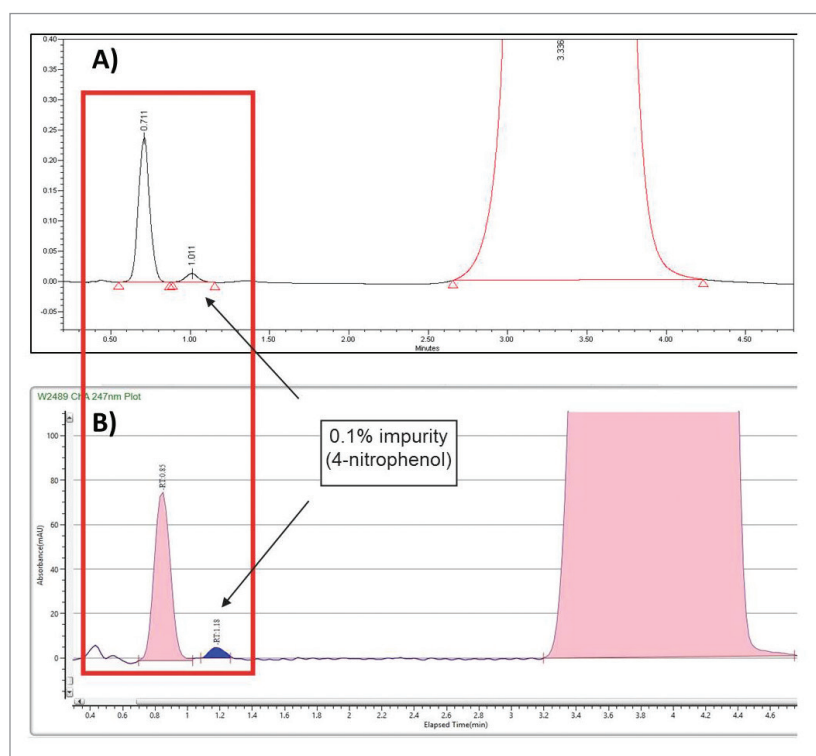 A)
0.40
0.35
0.30
0.25
0.20
0.15
0.10
0.05
0.00
-0.05
0.711
1.011
3.336
0.50 1.00 1.50 2.00 2.50 3.00 3.50 4.00 4.50
Minutes
0.1% impurity
(4-nitrophenol)
W2489 ChA 247nm Plot
B)
100
80
60
40
20
0
Absorbance(mAU)
-RT:0.85
-RT:1.18
0.4 0.6 0.8 1 1.2 1.4 1.6 1.8 2 2.2 2.4 2.6 2.8 3 3.2 3.4 3.6 3.8 4 4.2 4.4 4.6
Elapsed Time(min)